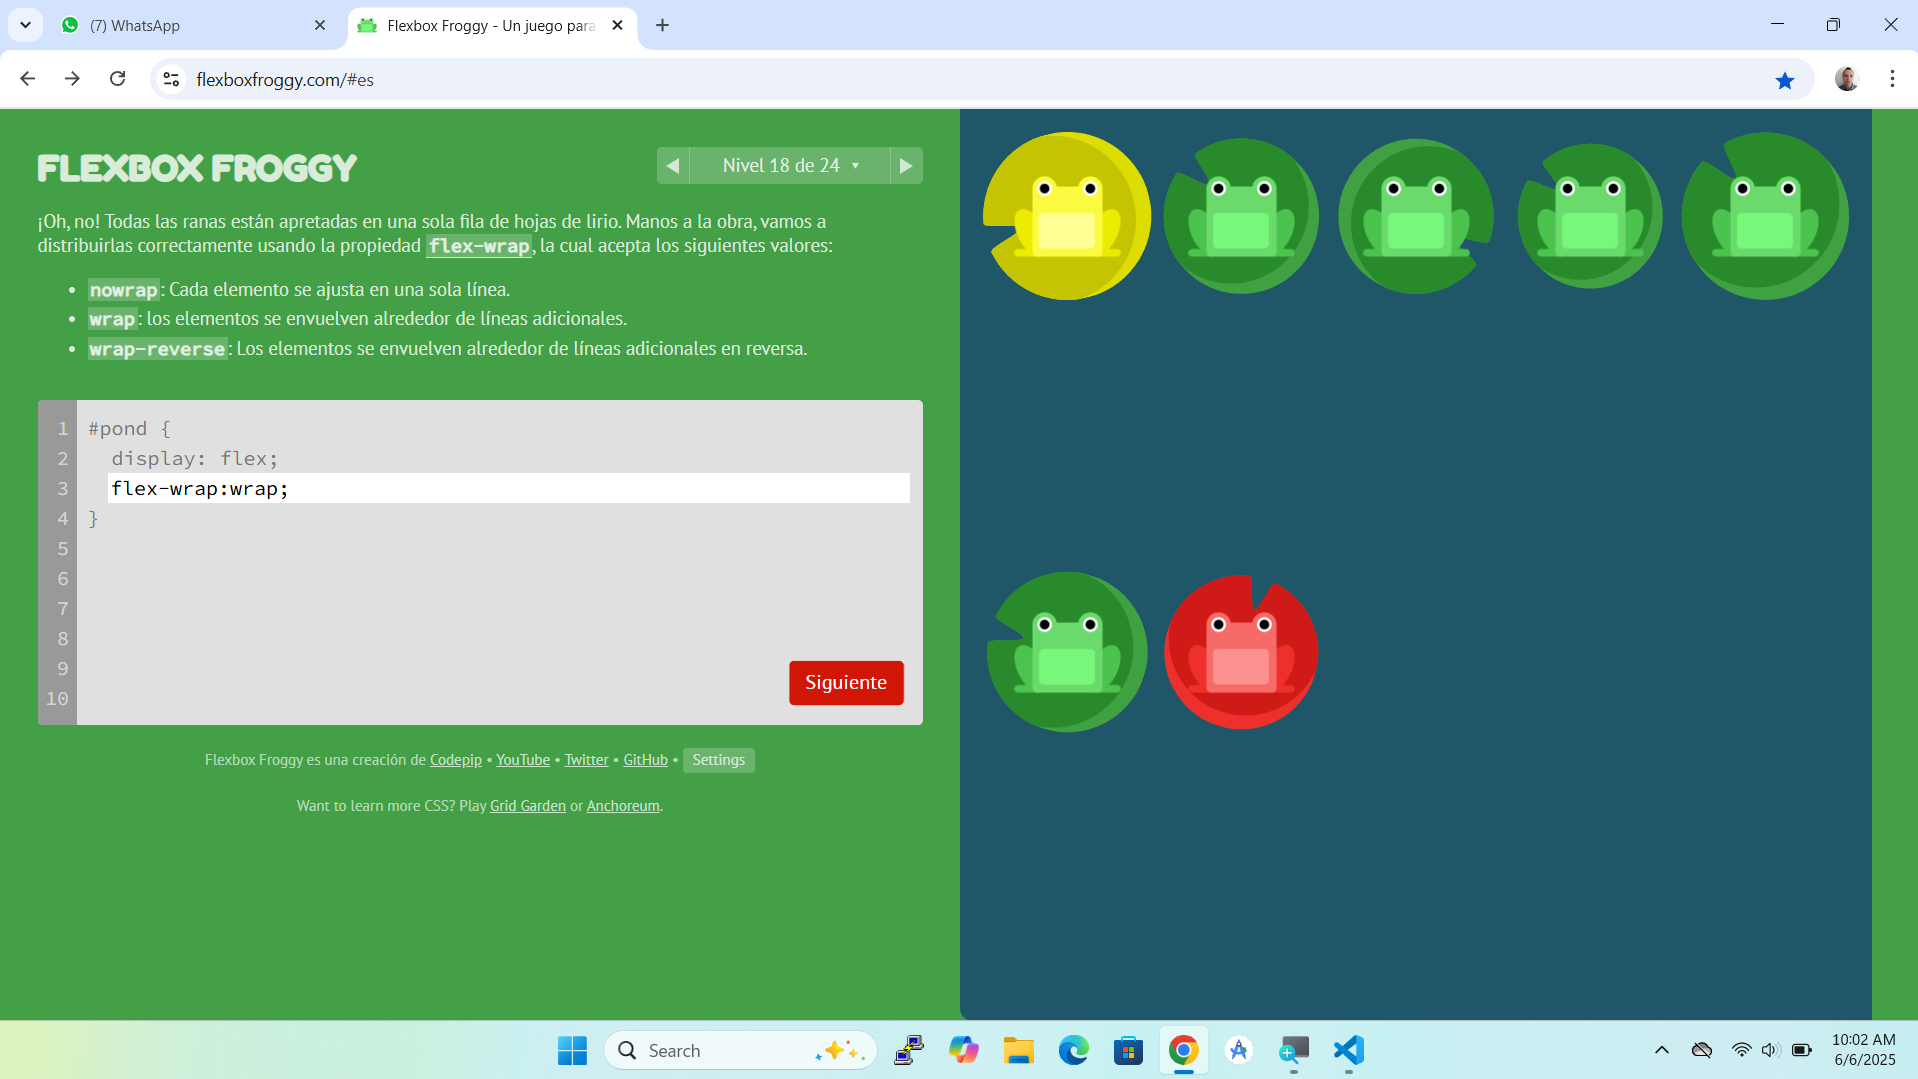 (7) WhatsApp
Flexbox Froggy - Un juego para
flexboxfroggy.com/#es
FLEXBOX FROGGY
Nivel 18 de 24
¡Oh, no! Todas las ranas están apretadas en una sola fila de hojas de lirio. Manos a la obra, vamos a
distribuirlas correctamente usando la propiedad flex-wrap, la cual acepta los siguientes valores:
• nowrap: Cada elemento se ajusta en una sola línea.
• wrap: los elementos se envuelven alrededor de líneas adicionales.
• wrap-reverse: Los elementos se envuelven alrededor de líneas adicionales en reversa.
1 #pond {
2 display: flex;
3 flex-wrap:wrap;
4 }
5
6
7
8
9
10
Siguiente
Flexbox Froggy es una creación de Codepip • YouTube • Twitter • GitHub • Settings
Want to learn more CSS? Play Grid Garden or Anchoreum.
Search
10:02 AM
6/6/2025